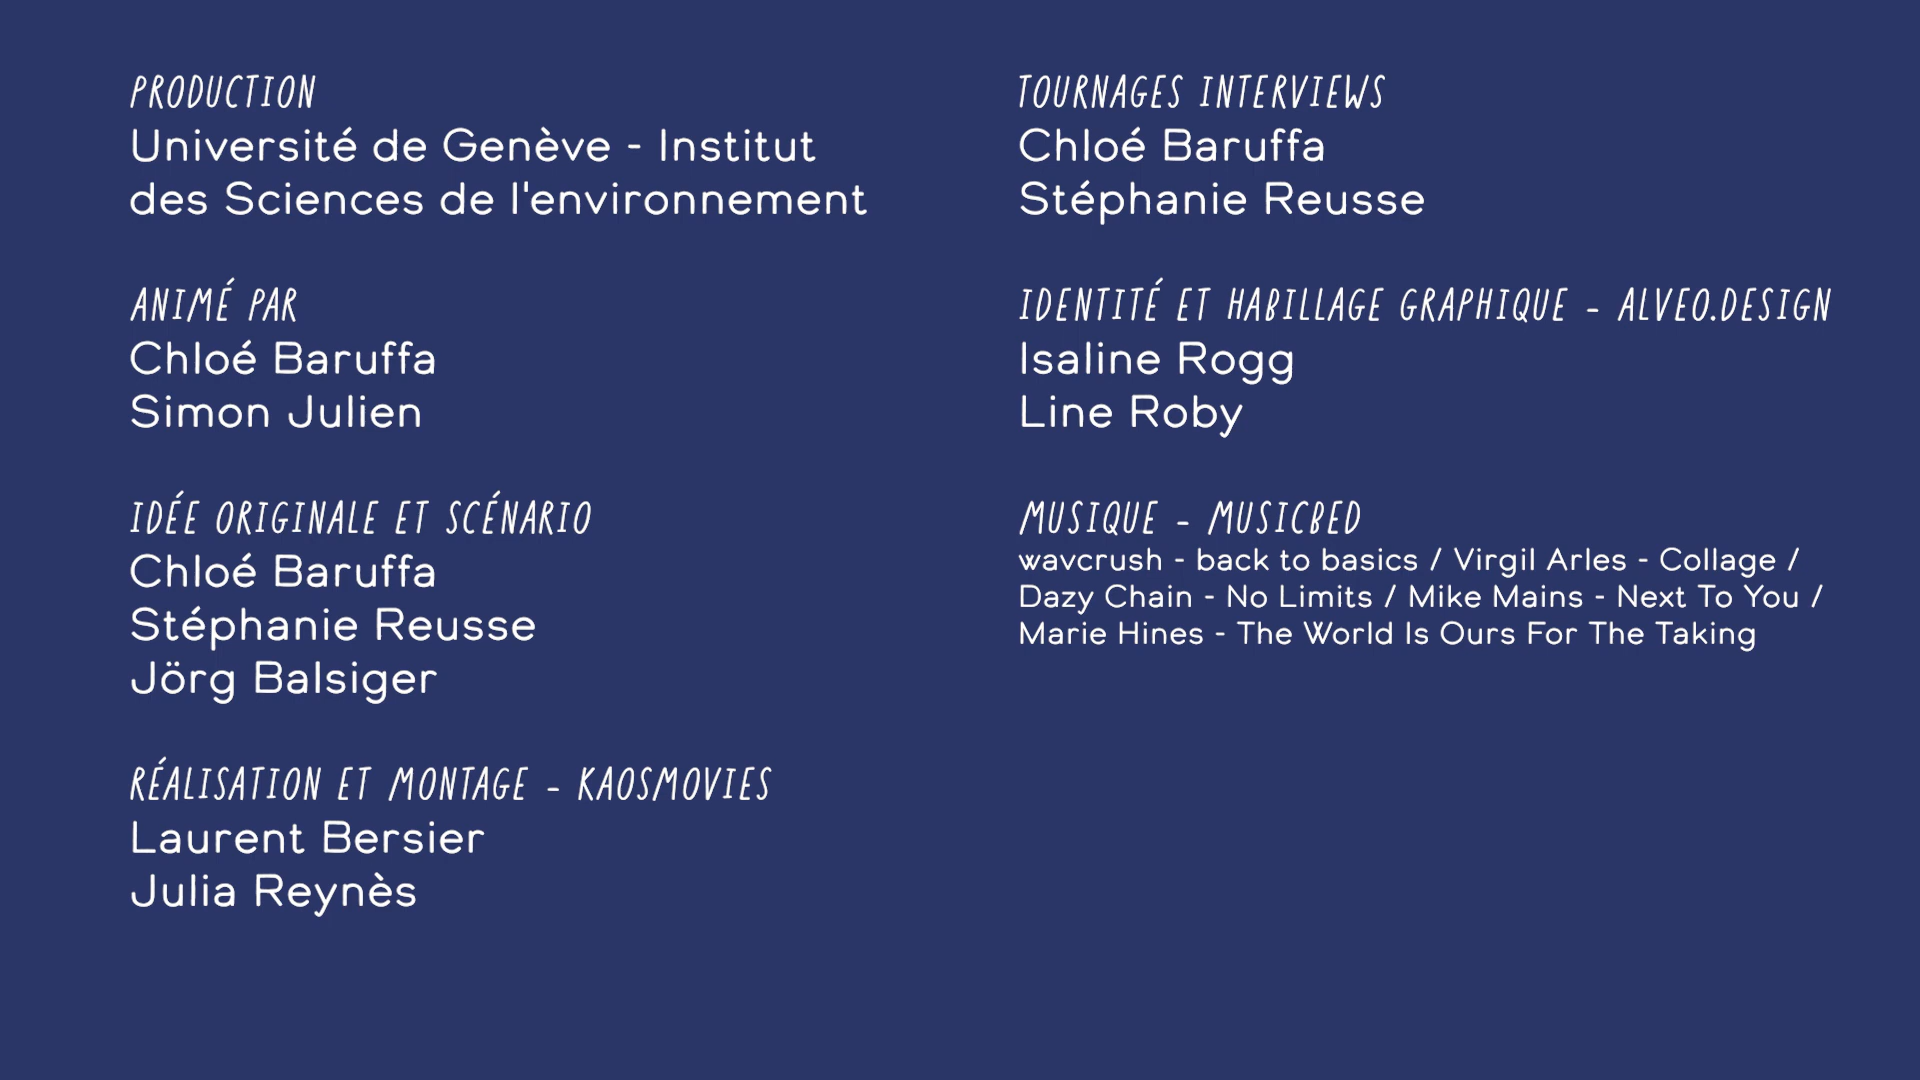 PRODUCTION
Université de Genève - Institut
des Sciences de l'environnement
ANIMÉ PAR
Chloé Baruffa
Simon Julien
IDÉE ORIGINALE ET SCÉNARIO
Chloé Baruffa
Stéphanie Reusse
Jörg Balsiger
RÉALISATION ET MONTAGE - KAOSMOVIES
Laurent Bersier
Julia Reynès
TOURNAGES INTERVIEWS
Chloé Baruffa
Stéphanie Reusse
IDENTITÉ ET HABILLAGE GRAPHIQUE - ALVEO.DESIGN
Isaline Rogg
Line Roby
MUSIQUE - MUSICBED
wavcrush - back to basics / Virgil Arles - Collage /
Dazy Chain - No Limits / Mike Mains - Next To You /
Marie Hines - The World Is Ours For The Taking